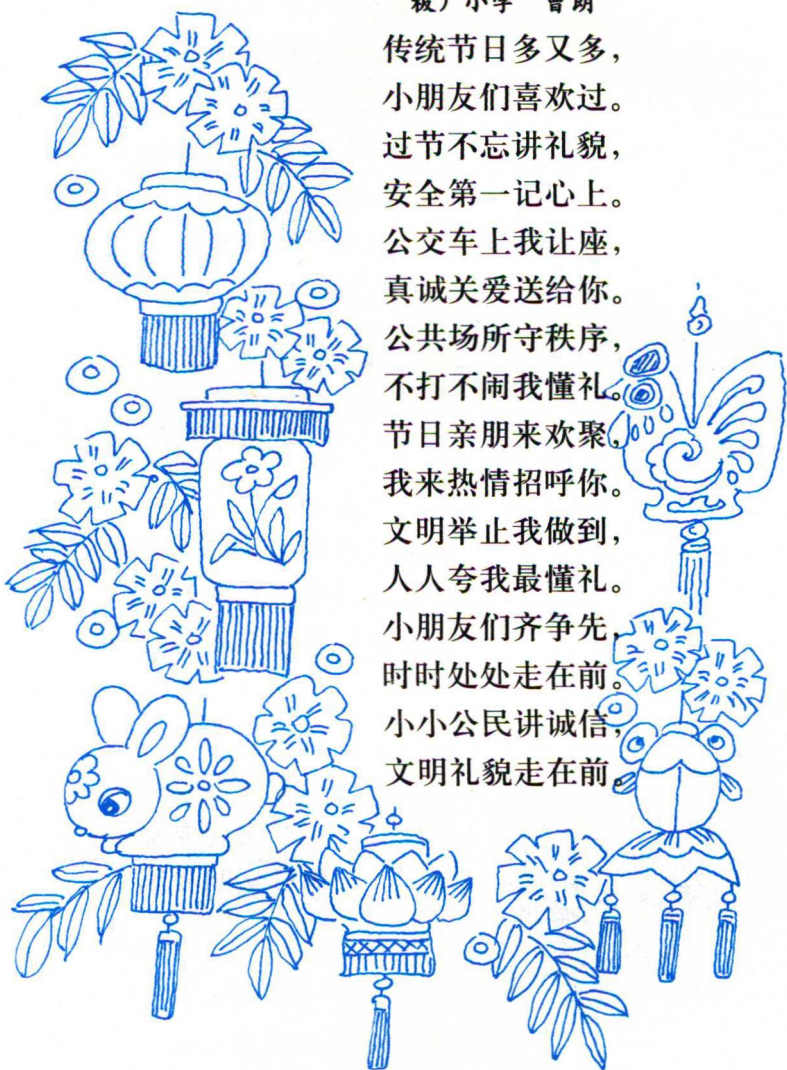 小学 曾朗
传统节日多又多，
小朋友们喜欢过。
过节不忘讲礼貌，
安全第一记心上。
公交车上我让座，
真诚关爱送给你。
公共场所守秩序，
不打不闹我懂礼。
节日亲朋来欢聚，
我来热情招呼你。
文明举止我做到，
人人夸我最懂礼。
小朋友们齐争先，
时时处处走在前。
小小公民讲诚信，
文明礼貌走在前。